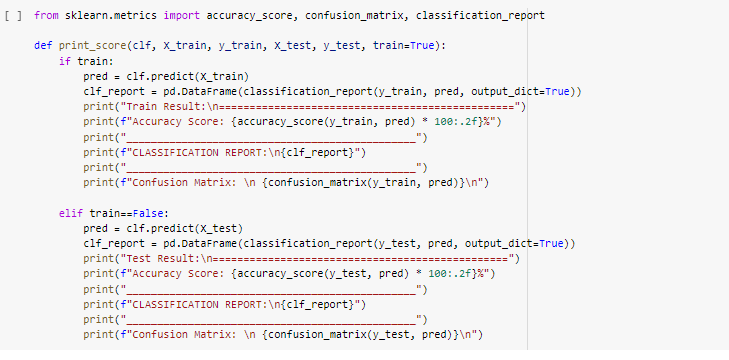 [ ] from sklearn.metrics import accuracy_score, confusion_matrix, classification_report
def print_score(clf, X_train, y_train, X_test, y_test, train=True):
    if train:
        pred = clf.predict(X_train)
        clf_report = pd.DataFrame(classification_report(y_train, pred, output_dict=True))
        print("Train Result:\n================================================")
        print(f"Accuracy Score: {accuracy_score(y_train, pred) * 100:.2f}%")
        print("_______________________________________________")
        print(f"CLASSIFICATION REPORT:\n{clf_report}")
        print("_______________________________________________")
        print(f"Confusion Matrix: \n {confusion_matrix(y_train, pred)}\n")
    elif train==False:
        pred = clf.predict(X_test)
        clf_report = pd.DataFrame(classification_report(y_test, pred, output_dict=True))
        print("Test Result:\n================================================")
        print(f"Accuracy Score: {accuracy_score(y_test, pred) * 100:.2f}%")
        print("_______________________________________________")
        print(f"CLASSIFICATION REPORT:\n{clf_report}")
        print("_______________________________________________")
        print(f"Confusion Matrix: \n {confusion_matrix(y_test, pred)}\n")